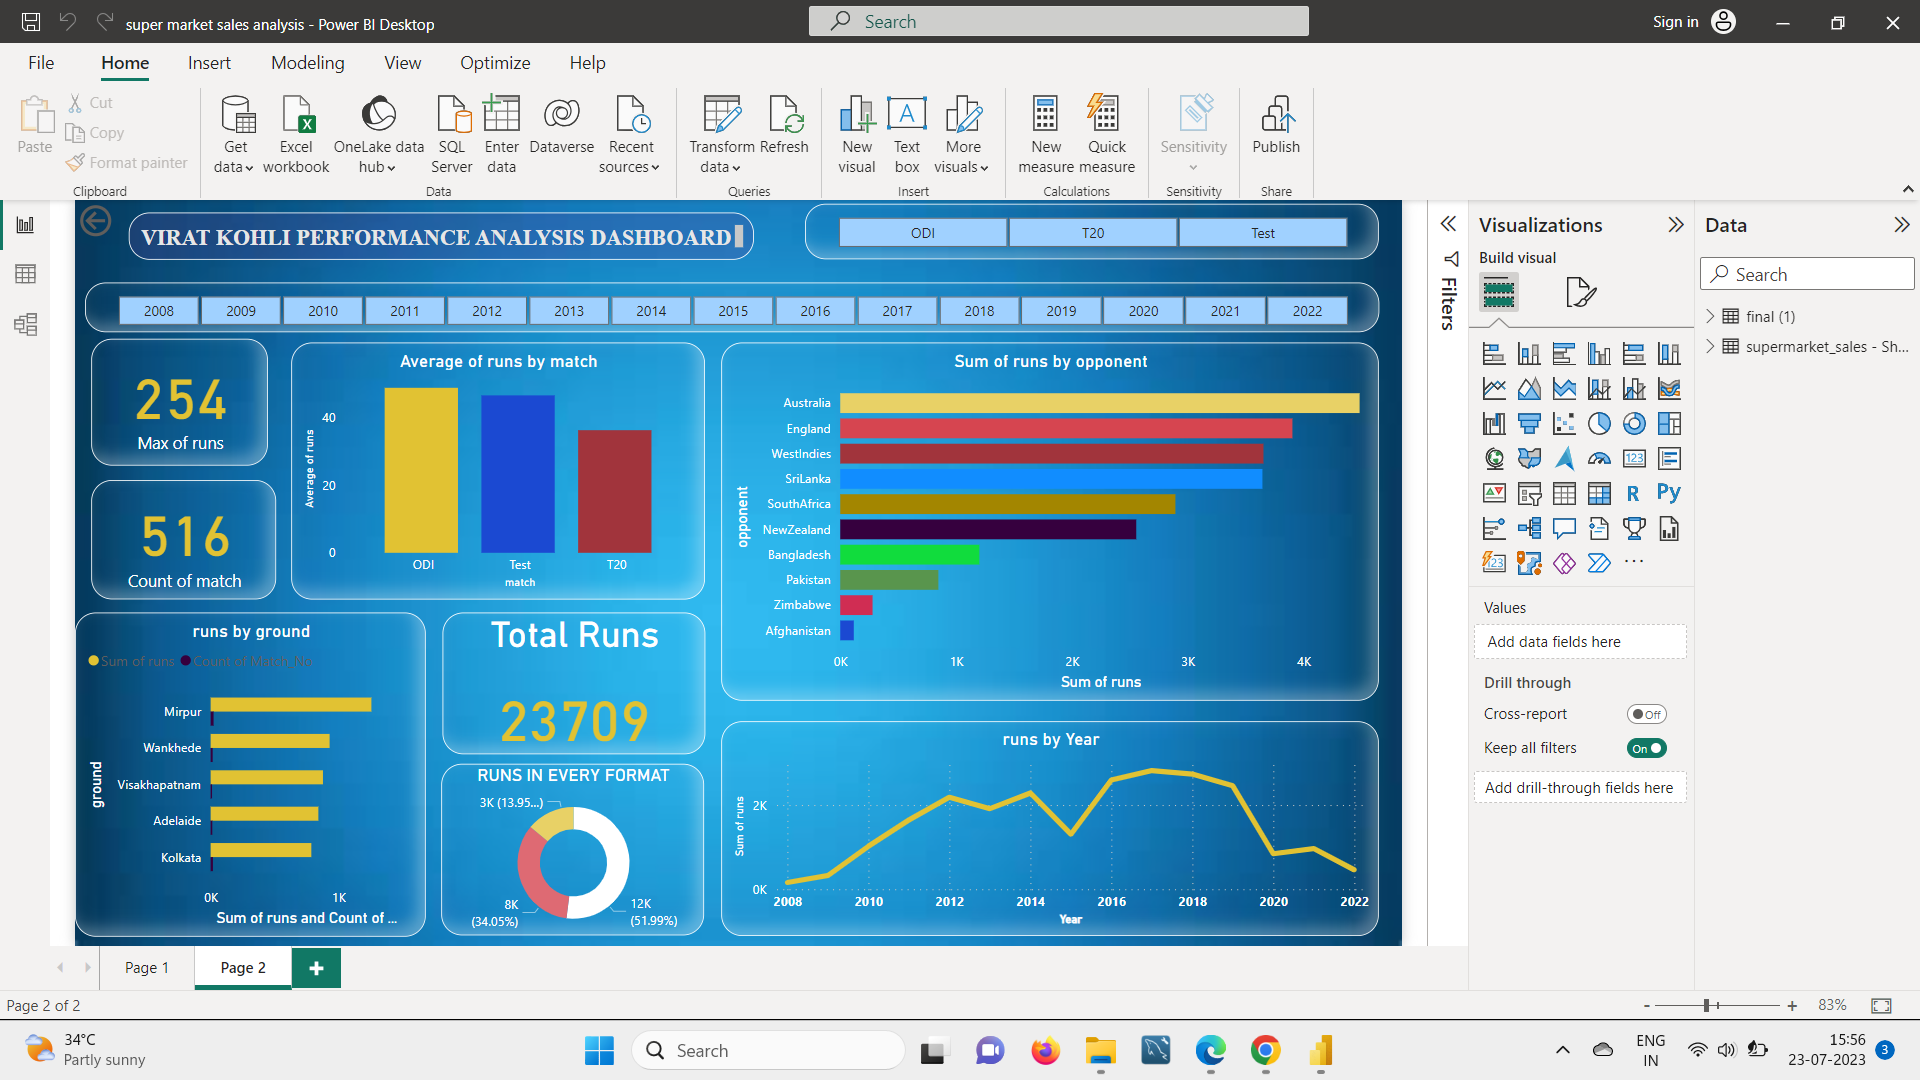 super market sales analysis - Power BI Desktop
Search
Sign in
File Home Insert Modeling View Optimize Help
Paste
Cut
Copy
Format painter
Clipboard
Get data
Excel workbook
OneLake data hub
SQL Server
Enter data
Dataverse
Recent sources
Data
Transform data
Refresh
Queries
New visual
Text box
More visuals
Insert
New measure
Quick measure
Calculations
Sensitivity
Sensitivity
Publish
Share
VIRAT KOHLI PERFORMANCE ANALYSIS DASHBOARD
ODI T20 Test
2008 2009 2010 2011 2012 2013 2014 2015 2016 2017 2018 2019 2020 2021 2022
254
Max of runs
516
Count of match
Average of runs by match
Average of runs
40
20
0
ODI Test T20
match
Sum of runs by opponent
opponent
Australia
England
WestIndies
SriLanka
SouthAfrica
NewZealand
Bangladesh
Pakistan
Zimbabwe
Afghanistan
0K 1K 2K 3K 4K
Sum of runs
runs by ground
Sum of runs Count of Match No
ground
Mirpur
Wankhede
Visakhapatnam
Adelaide
Kolkata
0K 1K
Sum of runs and Count of ...
Total Runs
23709
RUNS IN EVERY FORMAT
3K (13.95...)
8K
(34.05%)
12K
(51.99%)
runs by Year
Sum of runs
2K
0K
2008 2010 2012 2014 2016 2018 2020 2022
Year
Filters
Visualizations
Build visual
123
R
Py
123
...
Values
Add data fields here
Drill through
Cross-report
Off
Keep all filters
On
Add drill-through fields here
Data
Search
final (1)
supermarket_sales - Sh...
Page 1
Page 2
Page 2 of 2
83%
34°C
Partly sunny
Search
ENG
IN
15:56
23-07-2023
3